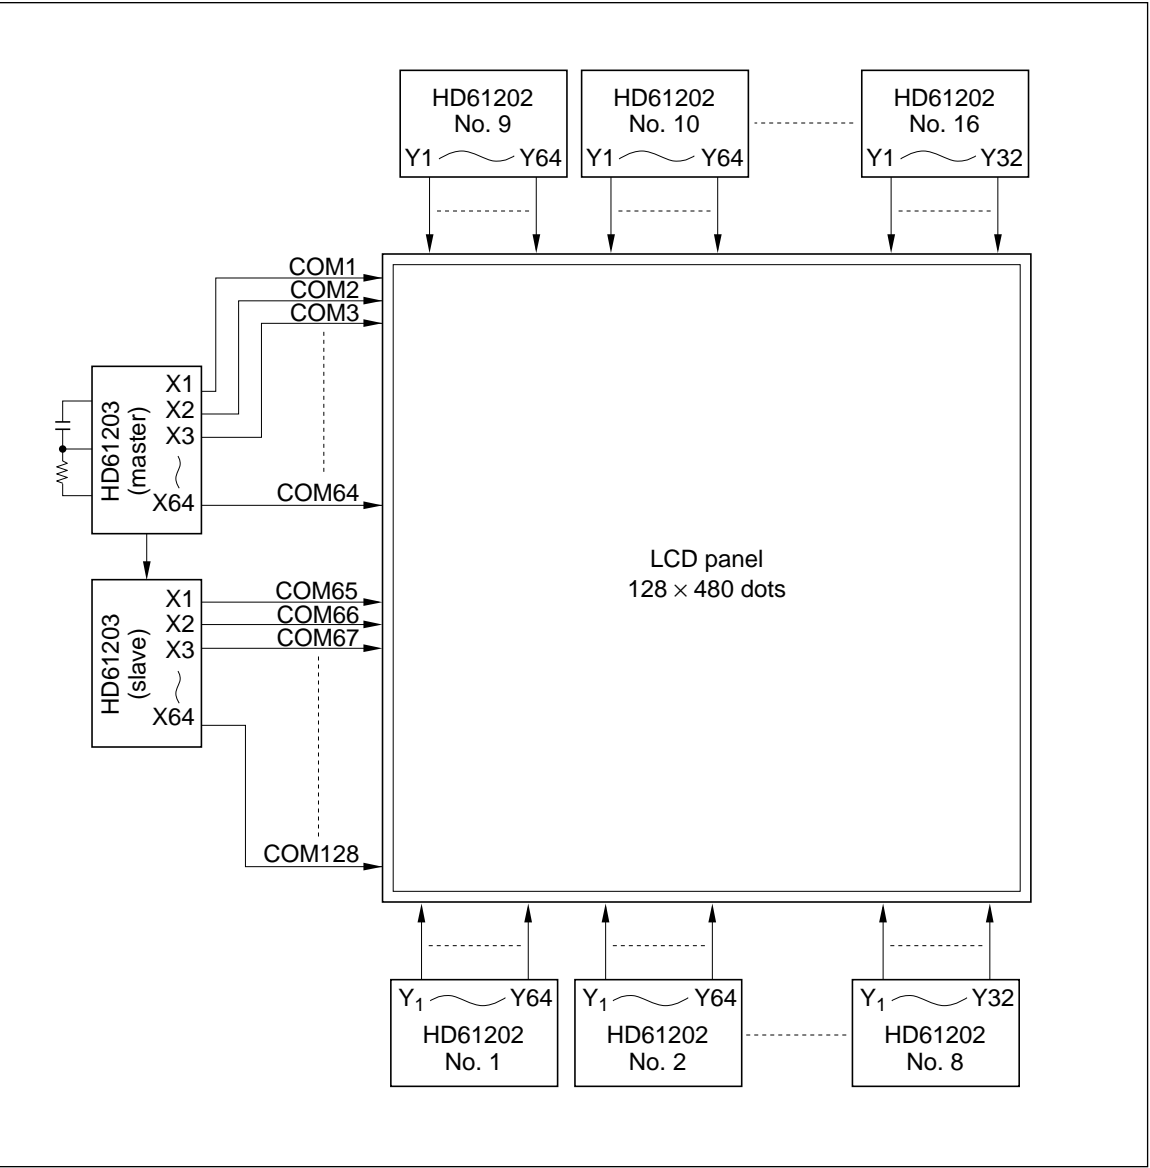 HD61202
No. 9
Y1 Y64
HD61202
No. 10
Y1 Y64
HD61202
No. 16
Y1 Y32
COM1
COM2
COM3
COM64
HD61203
(master)
X1
X2
X3
X64
LCD panel
128 × 480 dots
HD61203
(slave)
X1
X2
X3
X64
COM65
COM66
COM67
COM128
Y1 Y64
HD61202
No. 1
Y1 Y64
HD61202
No. 2
Y1 Y32
HD61202
No. 8